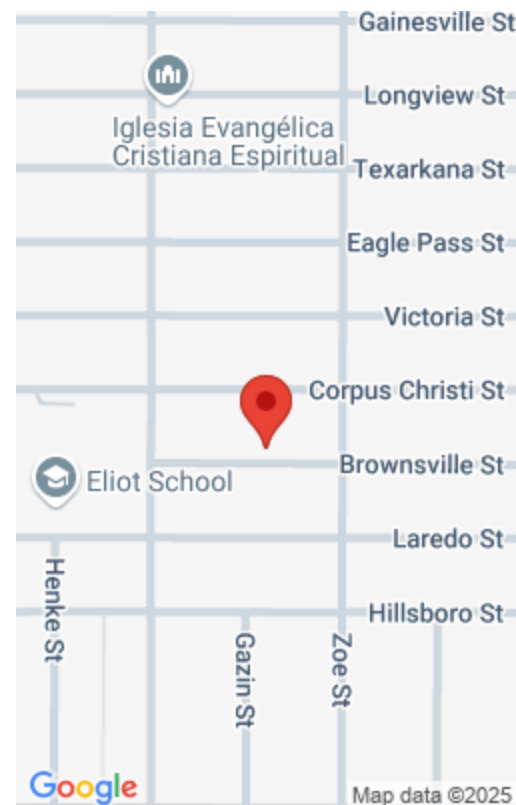 Gainesville St
Longview St
Iglesia Evangélica
Cristiana Espiritual
Texarkana St
Eagle Pass St
Victoria St
Corpus Christi St
Brownsville St
Eliot School
Laredo St
Henke St
Hillsboro St
Gazin St
Zoe St
Google
Map data ©2025